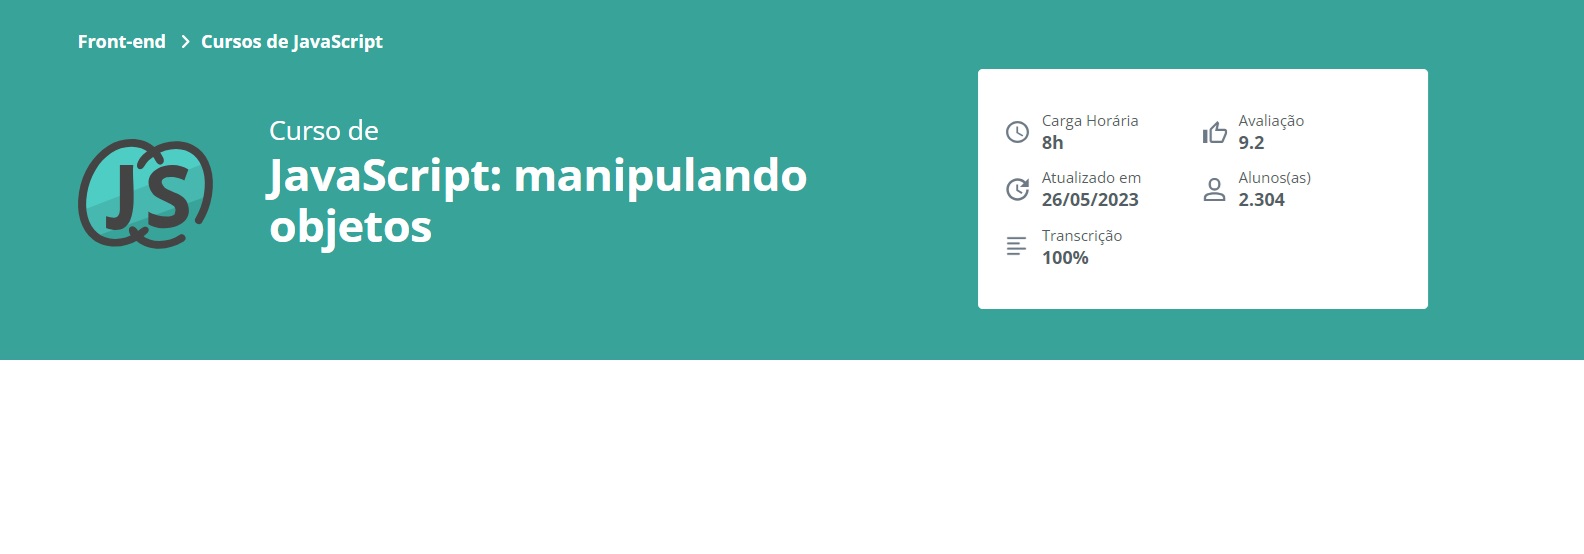 Front-end > Cursos de JavaScript
JS
Curso de
JavaScript: manipulando
objetos
Carga Horária
8h
Avaliação
9.2
Atualizado em
26/05/2023
Alunos(as)
2.304
Transcrição
100%